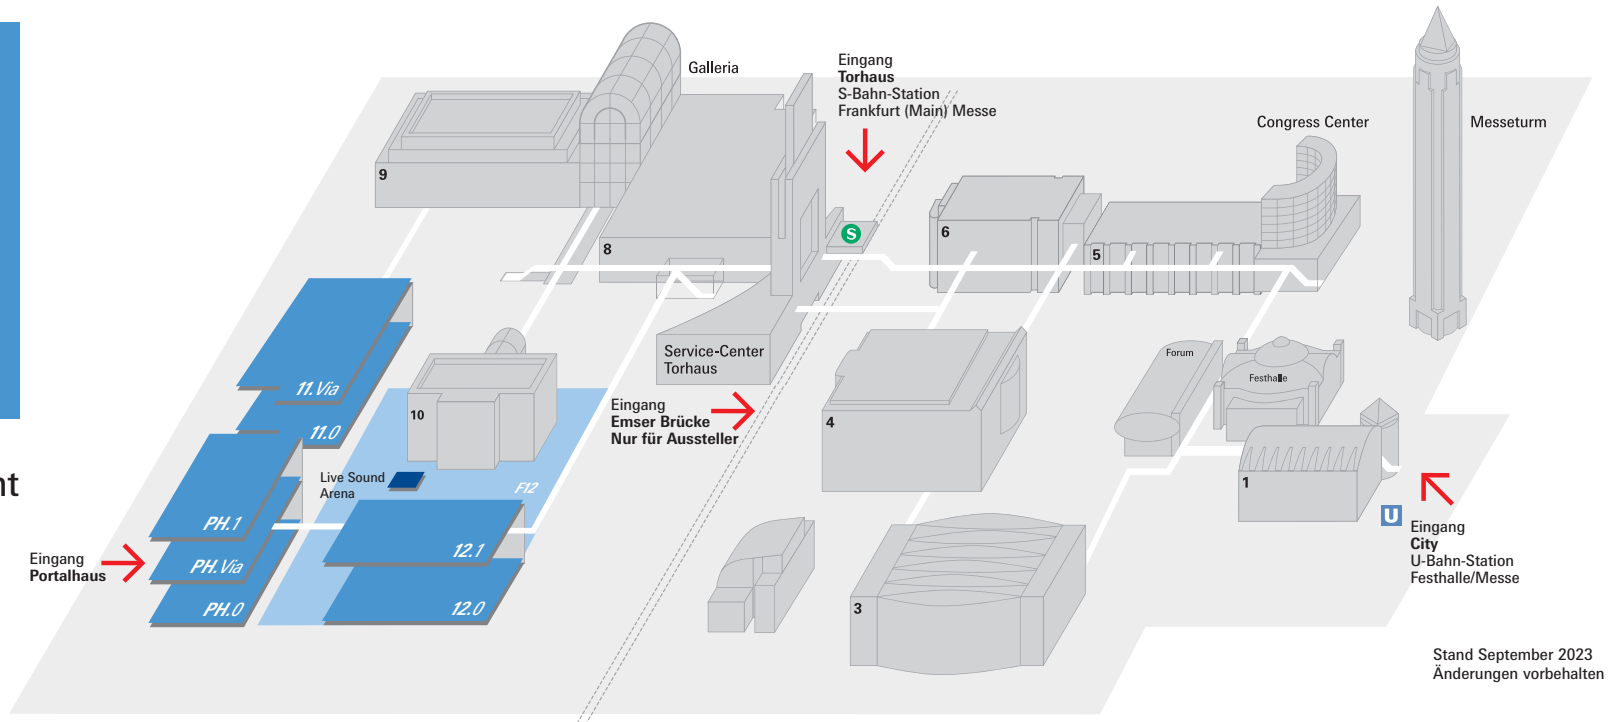 Galleria
Eingang
Torhaus
S-Bahn-Station
Frankfurt (Main) Messe
Congress Center
Messeturm
9
6
S
8
5
11.Via
11.0
10
Service-Center
Torhaus
Eingang
Emser Brücke
Nur für Aussteller
4
Forum
Festhalle
1
U
Eingang
City
U-Bahn-Station
Festhalle/Messe
nt
Live Sound
Arena
F12
PH.1
PH.Via
PH.0
12.1
12.0
Eingang
Portalhaus
3
Stand September 2023
Änderungen vorbehalten